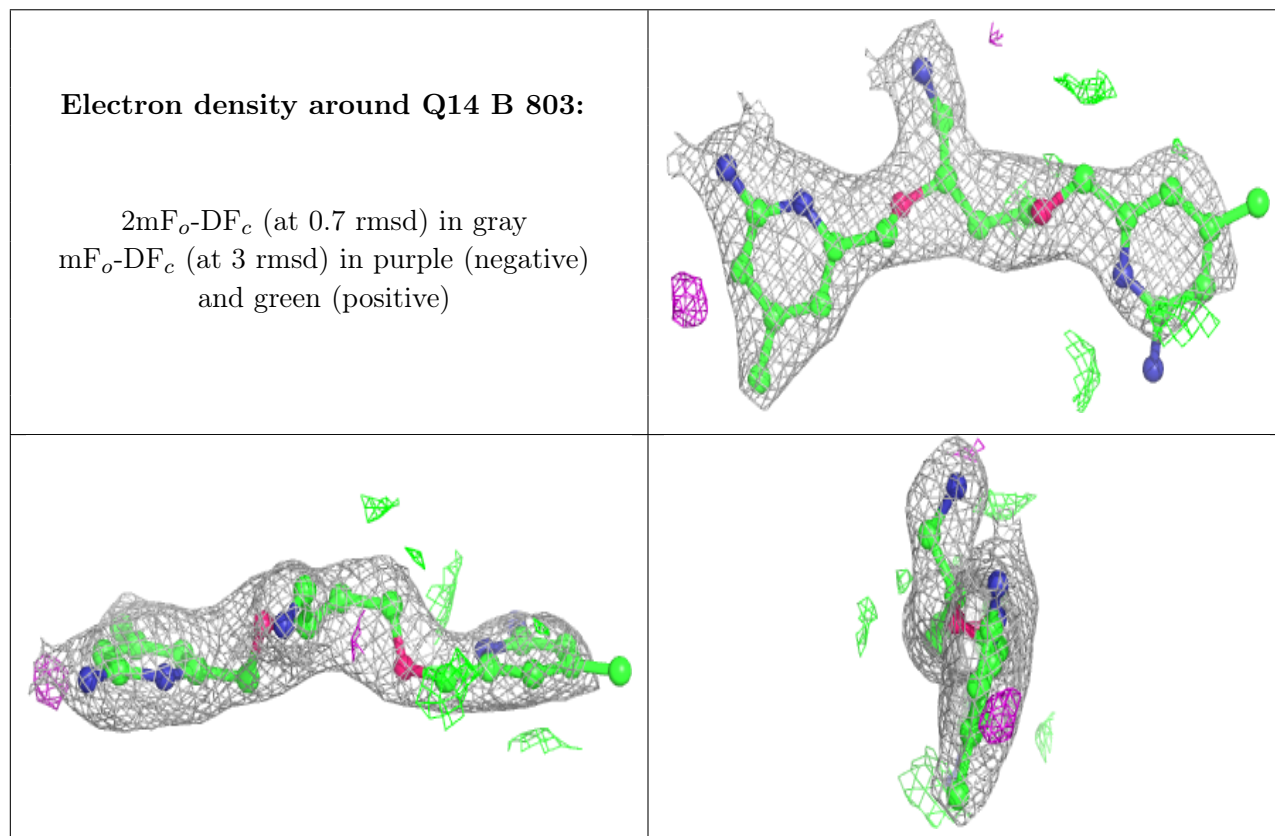 Electron density around Q14 B 803:
2mFo-DFc (at 0.7 rmsd) in gray
mFo-DFc (at 3 rmsd) in purple (negative)
and green (positive)